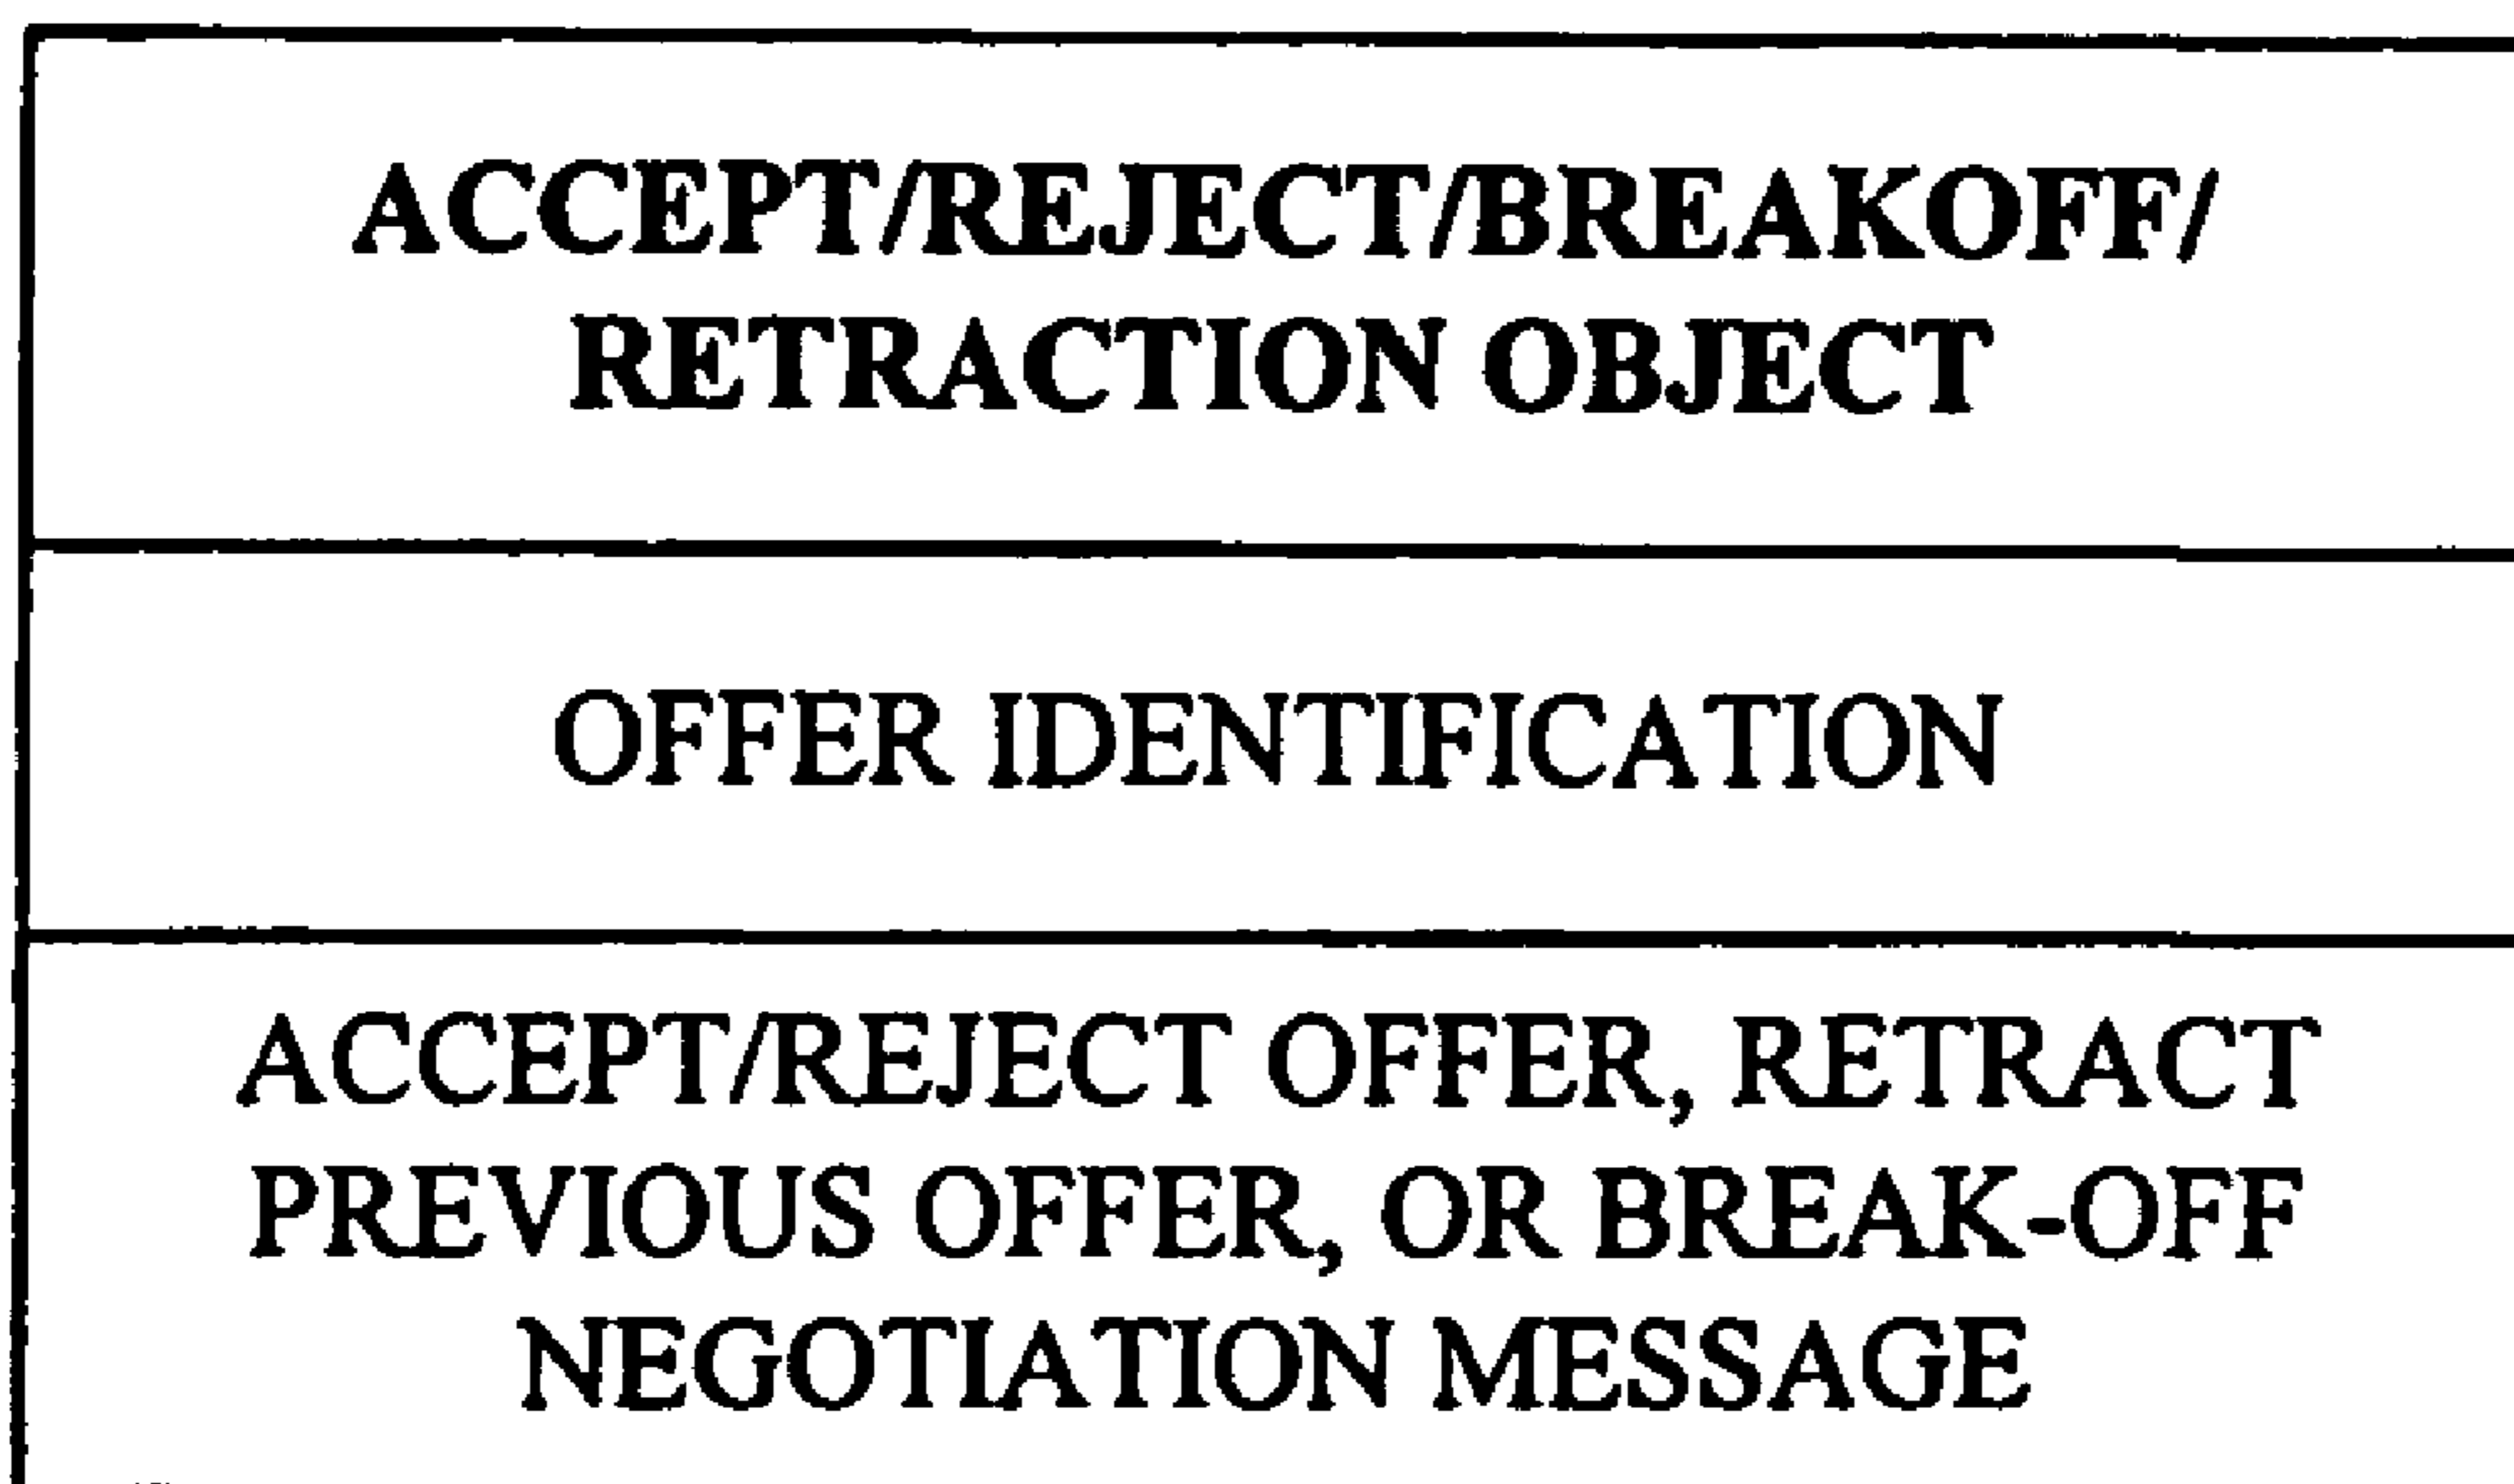 ACCEPT/REJECT/BREAKOFF/
RETRACTION OBJECT
OFFER IDENTIFICATION
ACCEPT/REJECT OFFER, RETRACT
PREVIOUS OFFER, OR BREAK-OFF
NEGOTIATION MESSAGE